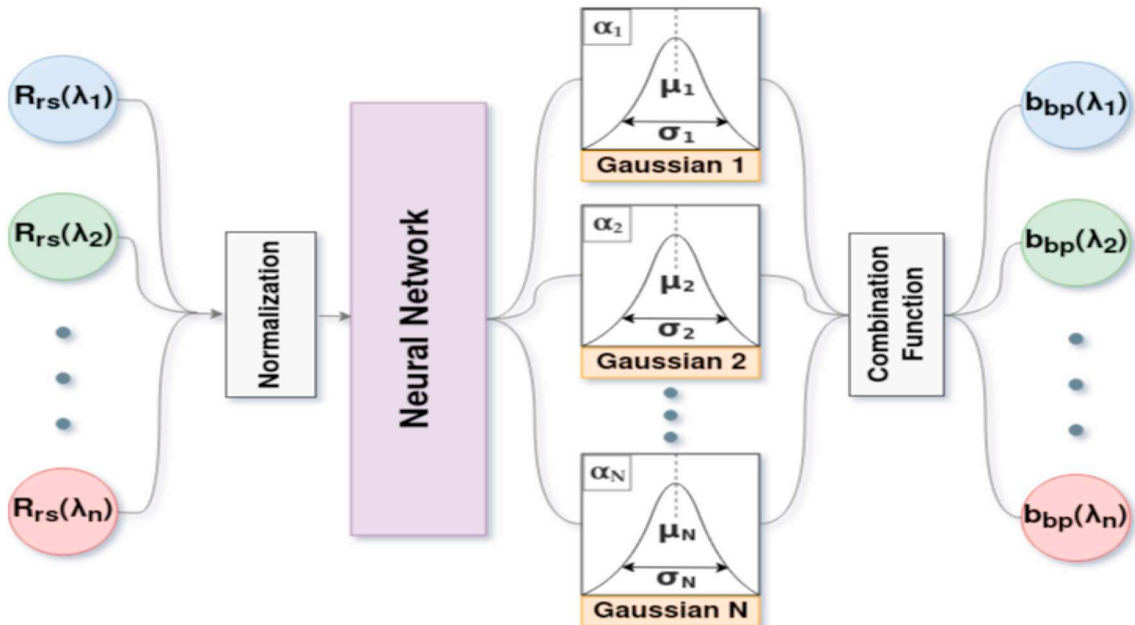 Rrs(λ1)
Rrs(λ2)
Rrs(λn)
Normalization
Neural Network
α1
μ1
σ1
Gaussian 1
α2
μ2
σ2
Gaussian 2
αN
μN
σN
Gaussian N
Combination
Function
bbp(λ1)
bbp(λ2)
bbp(λn)